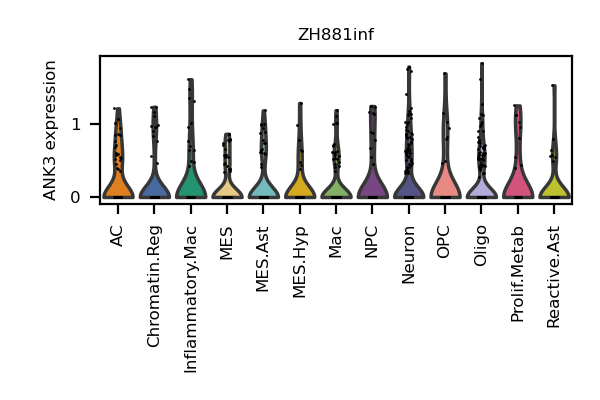 ZH881inf
ANK3 expression
1
0
AC
Chromatin.Reg
Inflammatory.Mac
MES
MES.Ast
MES.Hyp
Mac
NPC
Neuron
OPC
Oligo
Prolif.Metab
Reactive.Ast